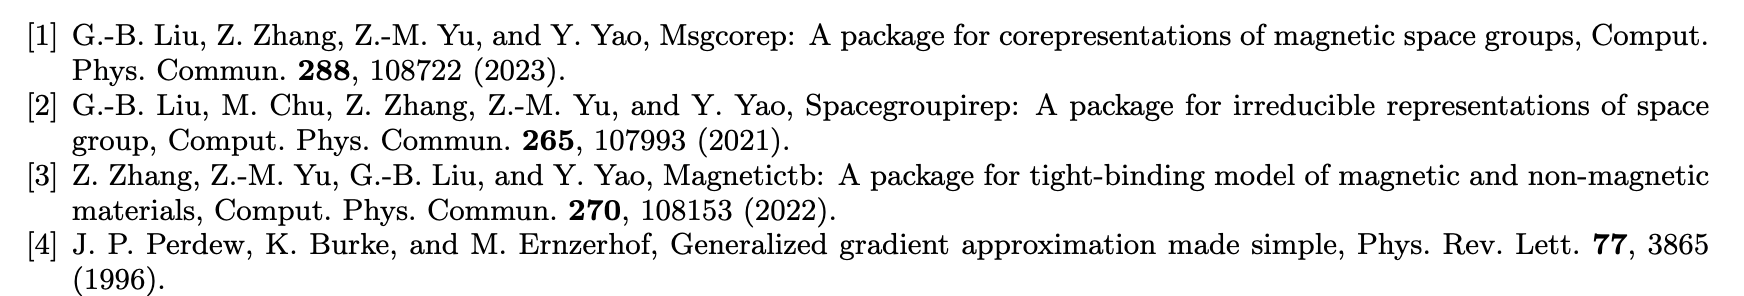 [1] G.-B. Liu, Z. Zhang, Z.-M. Yu, and Y. Yao, Msgcorep: A package for corepresentations of magnetic space groups, Comput.
Phys. Commun. 288, 108722 (2023).
[2] G.-B. Liu, M. Chu, Z. Zhang, Z.-M. Yu, and Y. Yao, Spacegroupirep: A package for irreducible representations of space
group, Comput. Phys. Commun. 265, 107993 (2021).
[3] Z. Zhang, Z.-M. Yu, G.-B. Liu, and Y. Yao, Magnetictb: A package for tight-binding model of magnetic and non-magnetic
materials, Comput. Phys. Commun. 270, 108153 (2022).
[4] J. P. Perdew, K. Burke, and M. Ernzerhof, Generalized gradient approximation made simple, Phys. Rev. Lett. 77, 3865
(1996).